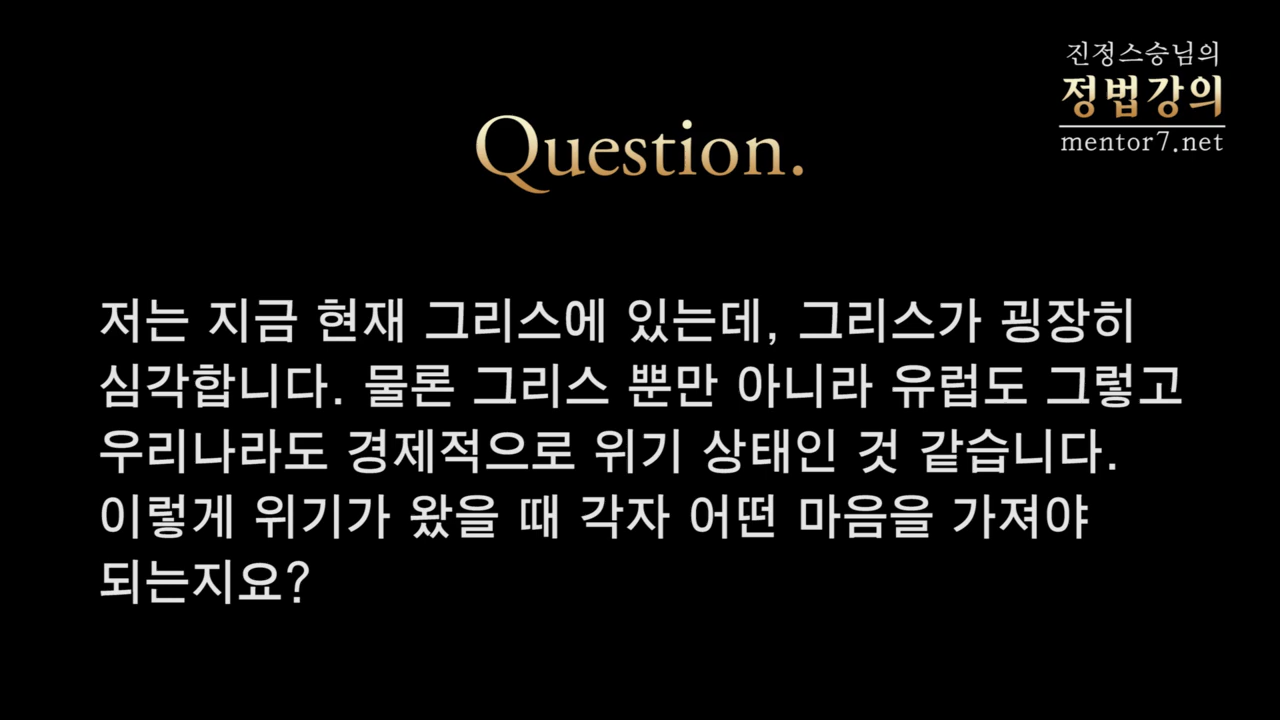 진정스승님의
정법강의
mentor7.net
Question.
저는 지금 현재 그리스에 있는데, 그리스가 굉장히
심각합니다. 물론 그리스 뿐만 아니라 유럽도 그렇고
우리나라도 경제적으로 위기 상태인 것 같습니다.
이렇게 위기가 왔을 때 각자 어떤 마음을 가져야
되는지요?